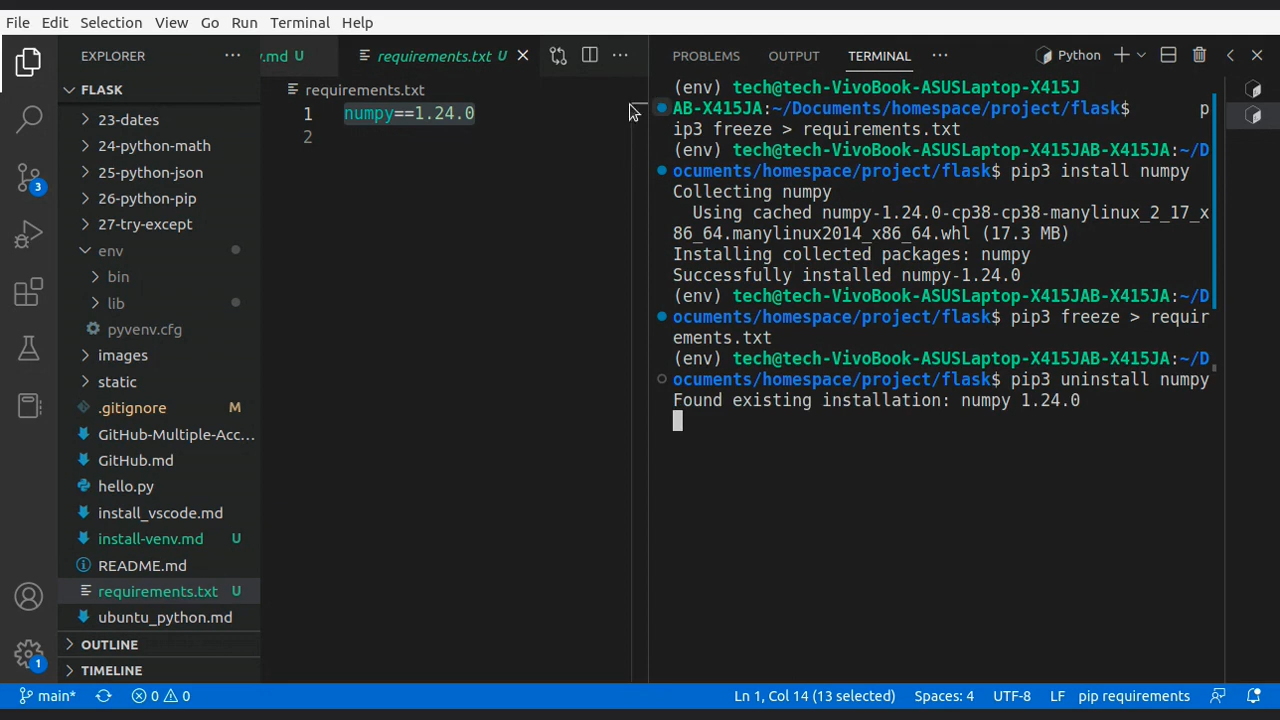 File Edit Selection View Go Run Terminal Help
EXPLORER
FLASK
23-dates
24-python-math
25-python-json
26-python-pip
27-try-except
env
bin
lib
pyvenv.cfg
images
static
.gitignore M
GitHub-Multiple-Acc...
GitHub.md
hello.py
install_vscode.md
install-venv.md U
README.md
requirements.txt U
ubuntu_python.md
OUTLINE
TIMELINE
3
1
v.md U requirements.txt U
requirements.txt
1 numpy==1.24.0
2
PROBLEMS OUTPUT TERMINAL Python
(env) tech@tech-VivoBook-ASUSLaptop-X415J
AB-X415JA:~/Documents/homespace/project/flask$ p
ip3 freeze > requirements.txt
(env) tech@tech-VivoBook-ASUSLaptop-X415JAB-X415JA:~/D
ocuments/homespace/project/flask$ pip3 install numpy
Collecting numpy
Using cached numpy-1.24.0-cp38-cp38-manylinux_2_17_x
86_64.manylinux2014_x86_64.whl (17.3 MB)
Installing collected packages: numpy
Successfully installed numpy-1.24.0
(env) tech@tech-VivoBook-ASUSLaptop-X415JAB-X415JA:~/D
ocuments/homespace/project/flask$ pip3 freeze > requir
ements.txt
(env) tech@tech-VivoBook-ASUSLaptop-X415JAB-X415JA:~/D
ocuments/homespace/project/flask$ pip3 uninstall numpy
Found existing installation: numpy 1.24.0
main* 0 0 Ln 1, Col 14 (13 selected) Spaces: 4 UTF-8 LF pip requirements